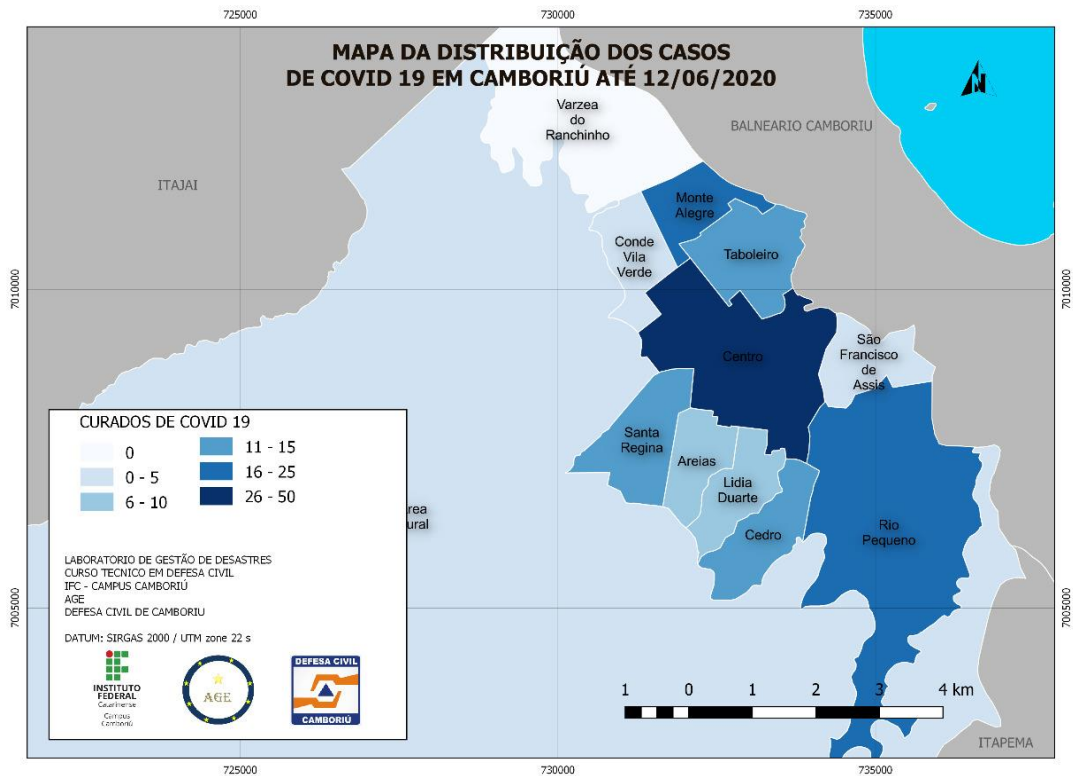 725000
730000
735000
MAPA DA DISTRIBUIÇÃO DOS CASOS
DE COVID 19 EM CAMBORIÚ ATÉ 12/06/2020
Varzea
do
Ranchinho
BALNEARIO CAMBORIU
ITAJAI
Monte
Alegre
Conde
Vila
Verde
Taboleiro
7010000
7010000
São
Francisco
de
Assis
Centro
CURADOS DE COVID 19
0
0 - 5
6 - 10
11 - 15
16 - 25
26 - 50
Santa
Regina
Areias
Lidia
Duarte
Cedro
Rio
Pequeno
area
ural
LABORATORIO DE GESTÃO DE DESASTRES
CURSO TECNICO EM DEFESA CIVIL
IFC - CAMPUS CAMBORIÚ
AGE
DEFESA CIVIL DE CAMBORIU
DATUM: SIRGAS 2000 / UTM zone 22 s
7005000
7005000
INSTITUTO
FEDERAL
Catarinense
Campus
Camboriú
AGE
DEFESA CIVIL
CAMBORIÚ
1 0 1 2 3 4 km
ITAPEMA
N
725000
730000
735000